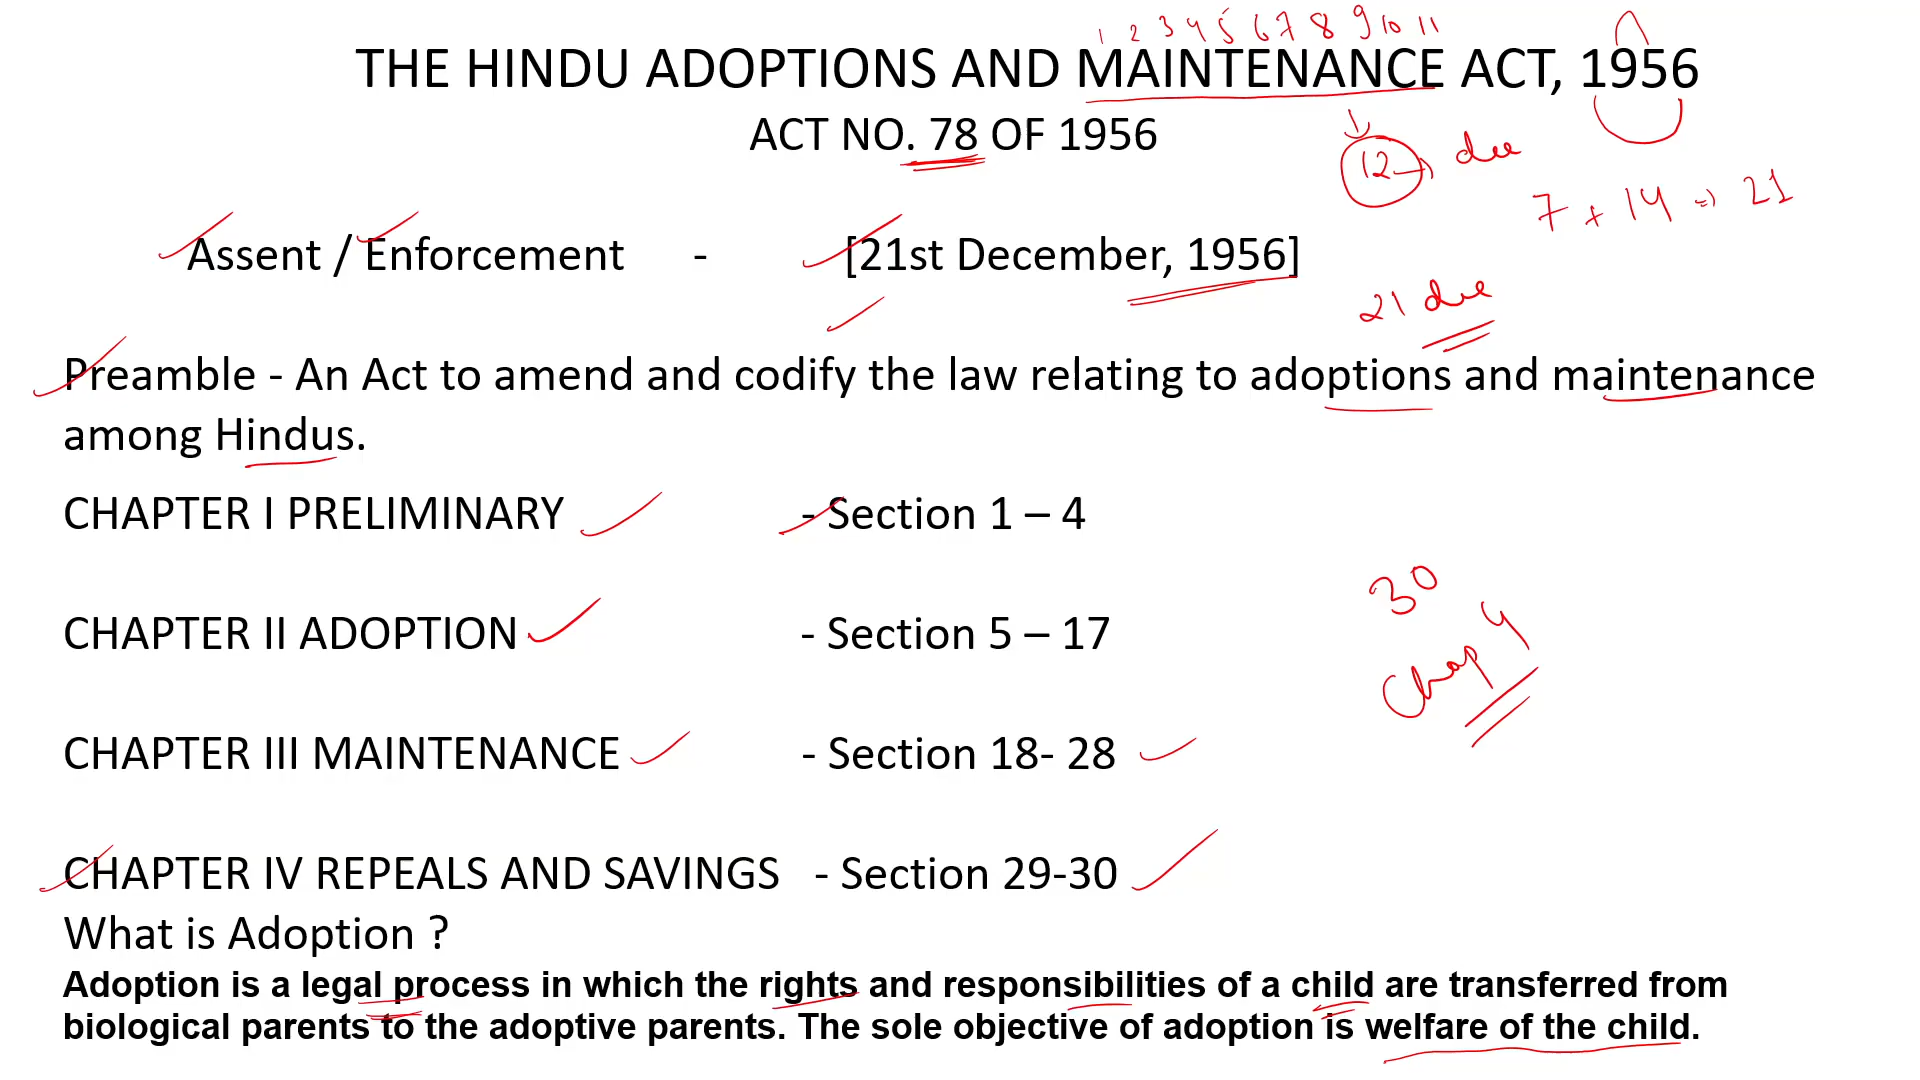 1 2 3 4 5 6 7 8 9 10 11
THE HINDU ADOPTIONS AND MAINTENANCE ACT, 1956
ACT NO. 78 OF 1956
12
7 + 14 => 21
Assent / Enforcement - [21st December, 1956]
21
Preamble - An Act to amend and codify the law relating to adoptions and maintenance
among Hindus.
CHAPTER I PRELIMINARY - Section 1 – 4
30
Chap 4
CHAPTER II ADOPTION - Section 5 – 17
CHAPTER III MAINTENANCE - Section 18- 28
CHAPTER IV REPEALS AND SAVINGS - Section 29-30
What is Adoption ?
Adoption is a legal process in which the rights and responsibilities of a child are transferred from
biological parents to the adoptive parents. The sole objective of adoption is welfare of the child.